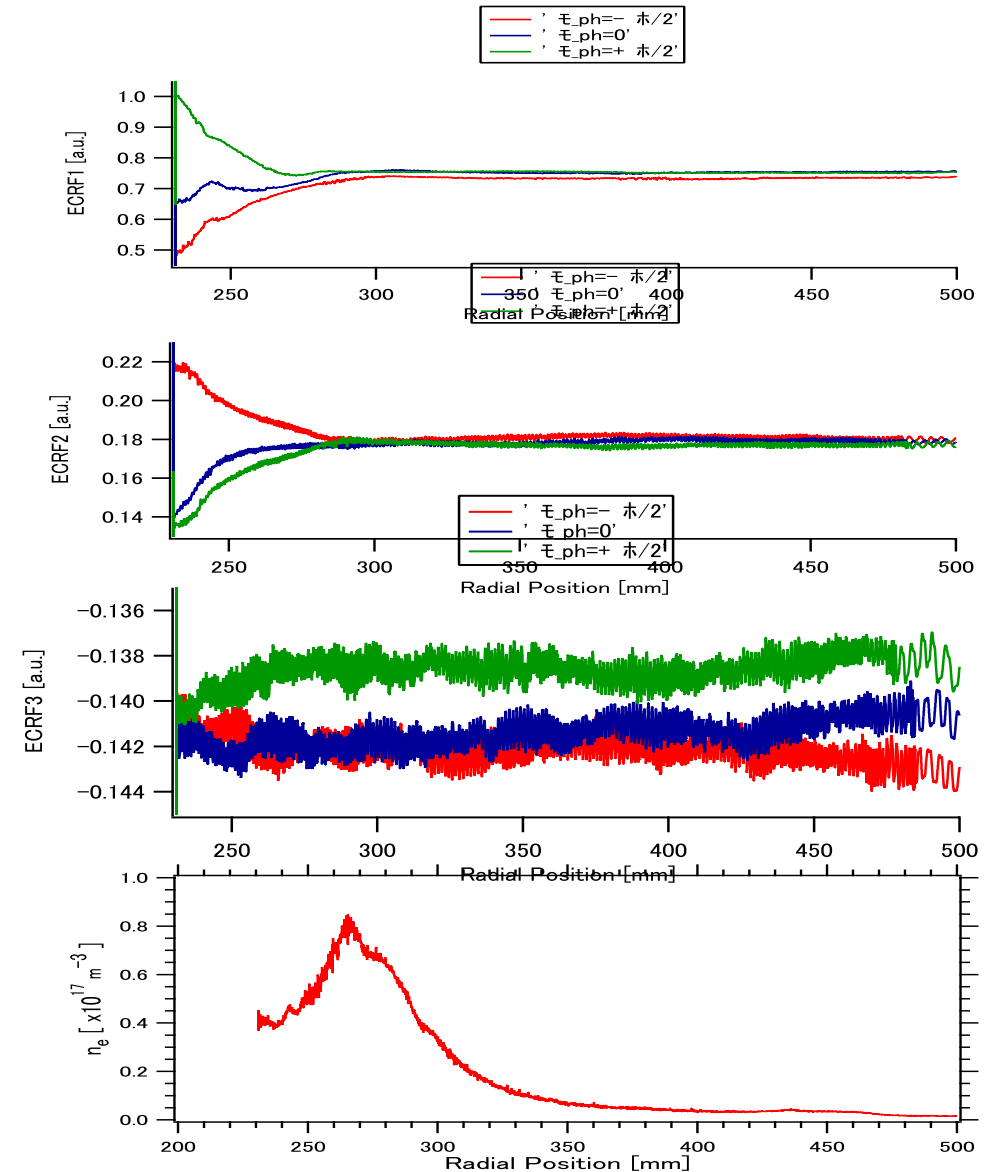 ' モ_ph=- ホ/2'
' モ_ph=0'
' モ_ph=+ ホ/2'
ECRF1 [a.u.]
1.0
0.9
0.8
0.7
0.6
0.5
250 300 350 400 450 500
Radial Position [mm]
' モ_ph=- ホ/2'
' モ_ph=0'
' モ_ph=+ ホ/2'
ECRF2 [a.u.]
0.22
0.20
0.18
0.16
0.14
250 300 350 400 450 500
Radial Position [mm]
' モ_ph=- ホ/2'
' モ_ph=0'
' モ_ph=+ ホ/2'
ECRF3 [a.u.]
-0.136
-0.138
-0.140
-0.142
-0.144
250 300 350 400 450 500
Radial Position [mm]
n_e [ x10^17 m^-3 ]
1.0
0.8
0.6
0.4
0.2
0.0
200 250 300 350 400 450 500
Radial Position [mm]